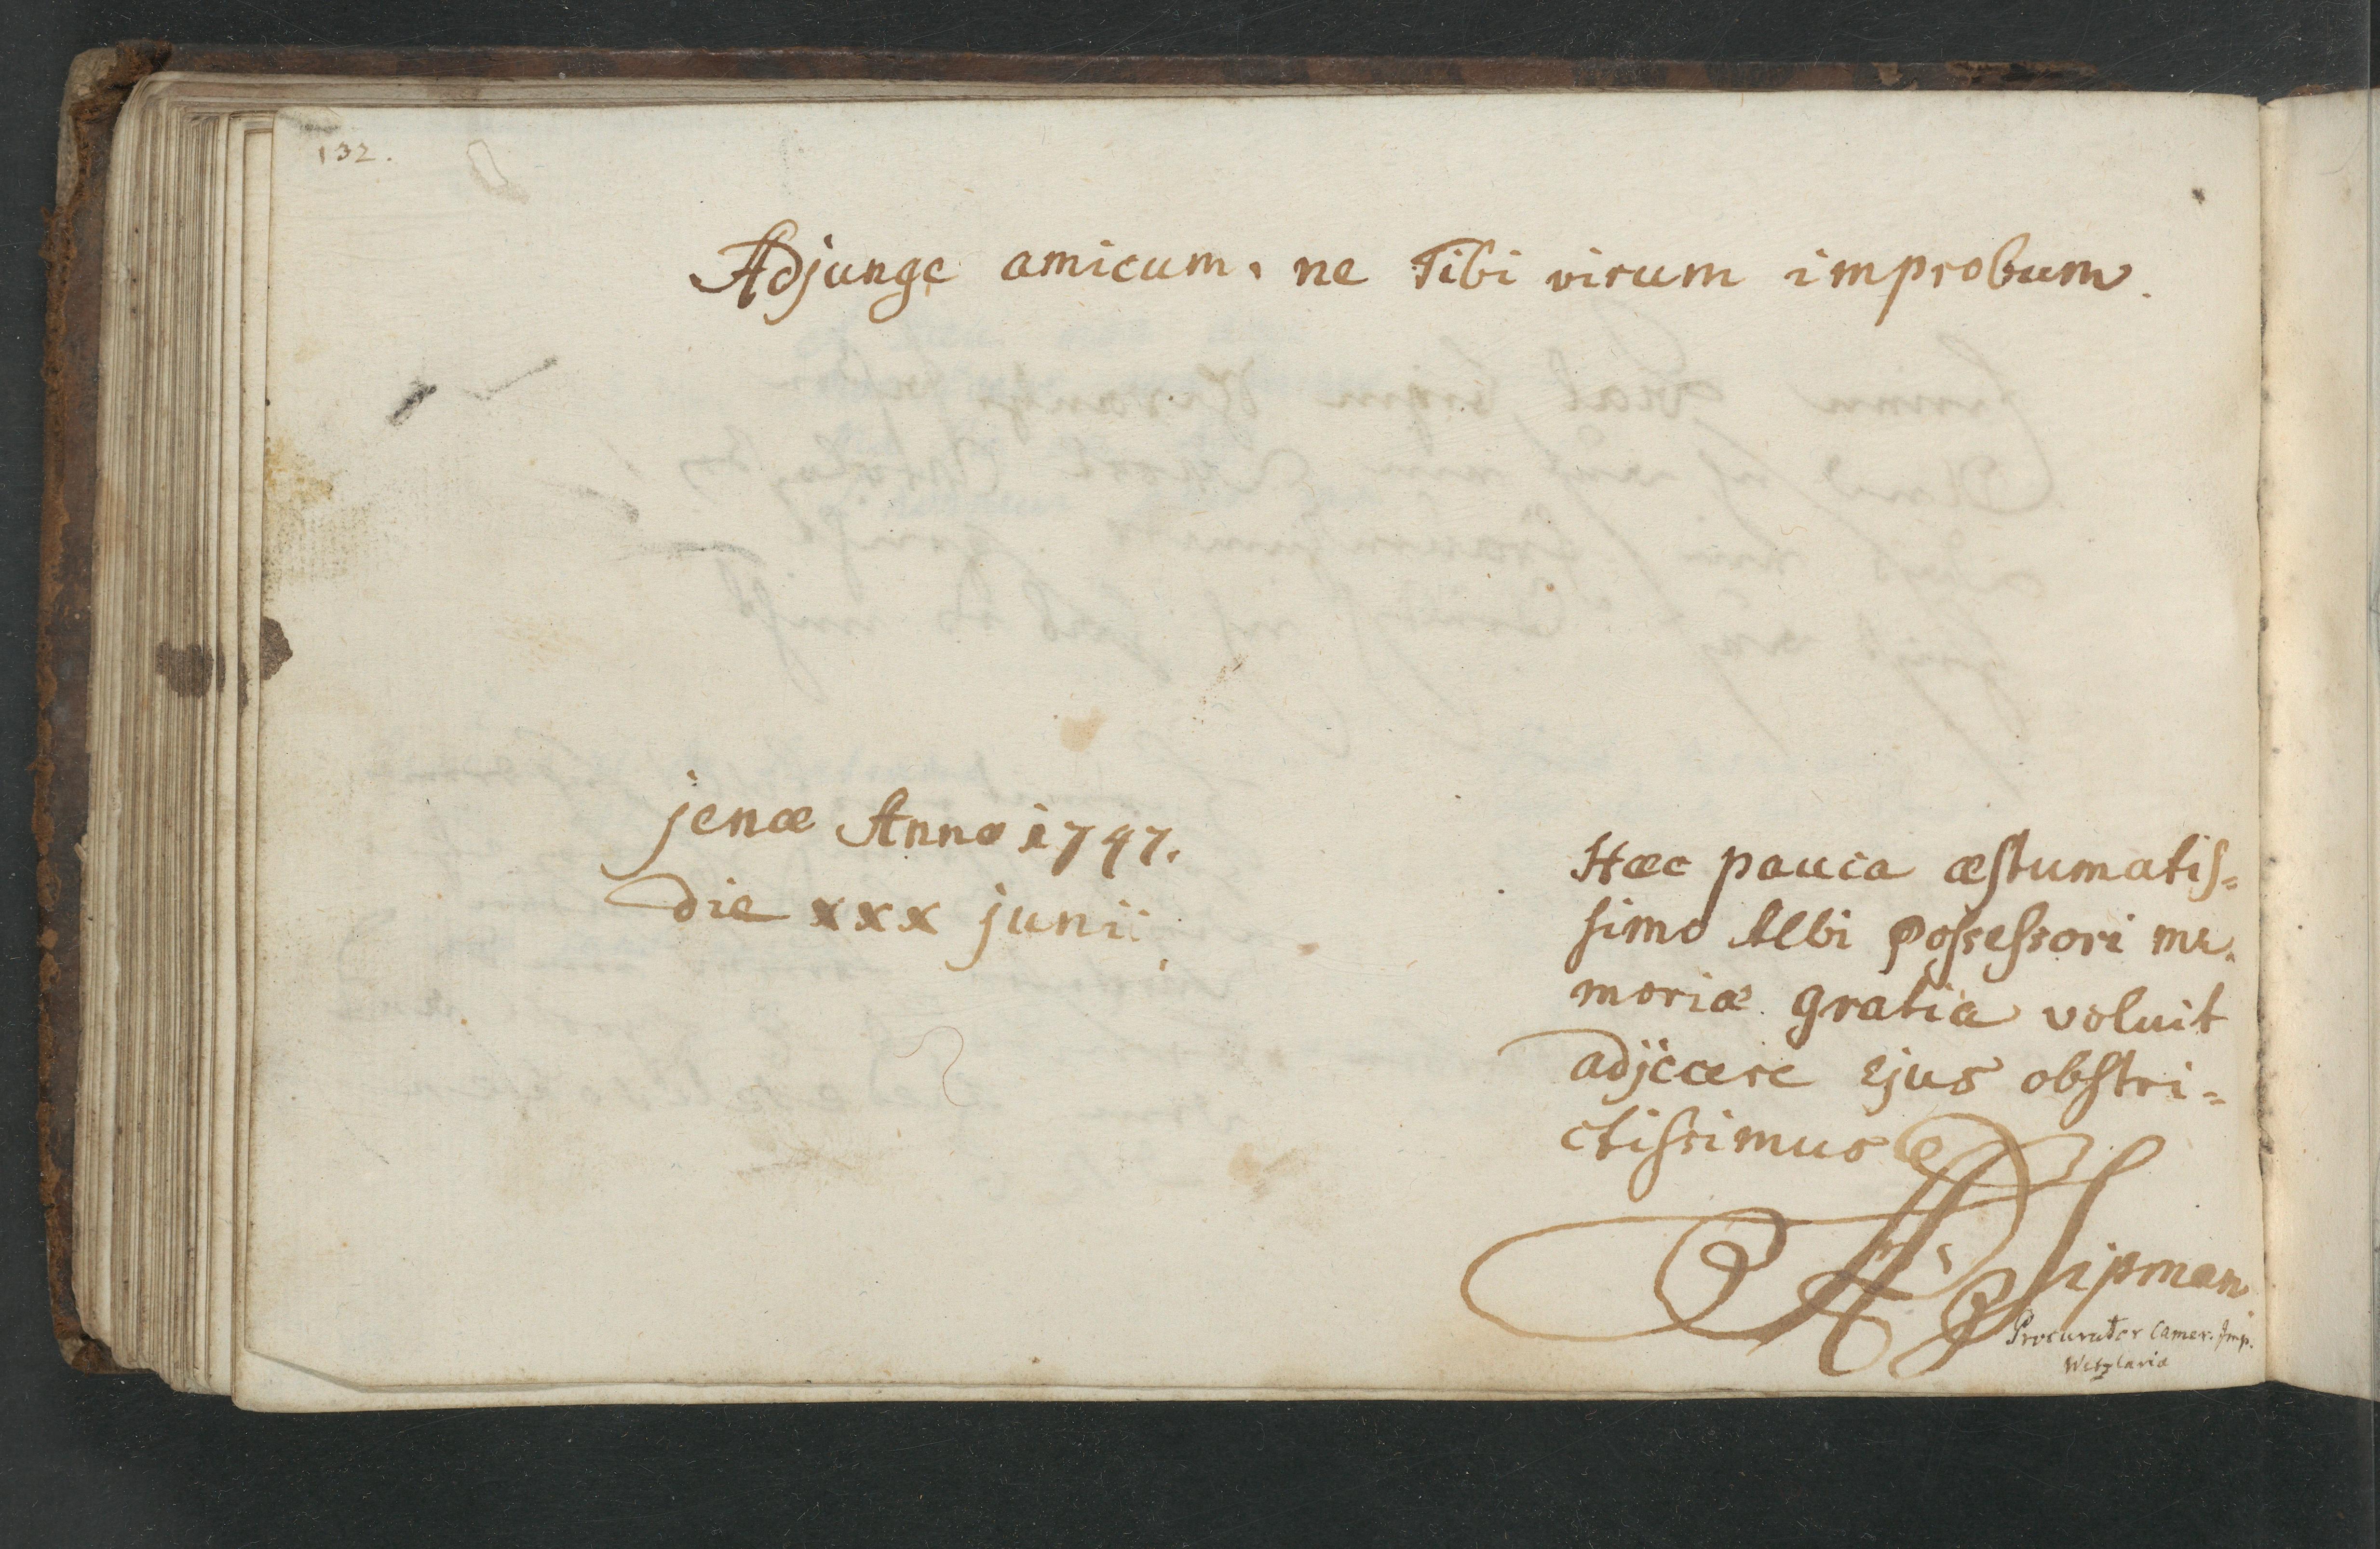 132.
Adjunge amicum, ne Tibi virum improbum.
jenæ Anno 1747.
die xxx junii
Hæc pauca æstumatis=
simo Albi Possessori me=
moriæ gratia voluit
adjicere ejus obstri=
ctissimus
Lipman
Procurator Camer. Imp.
Wetzlariæ